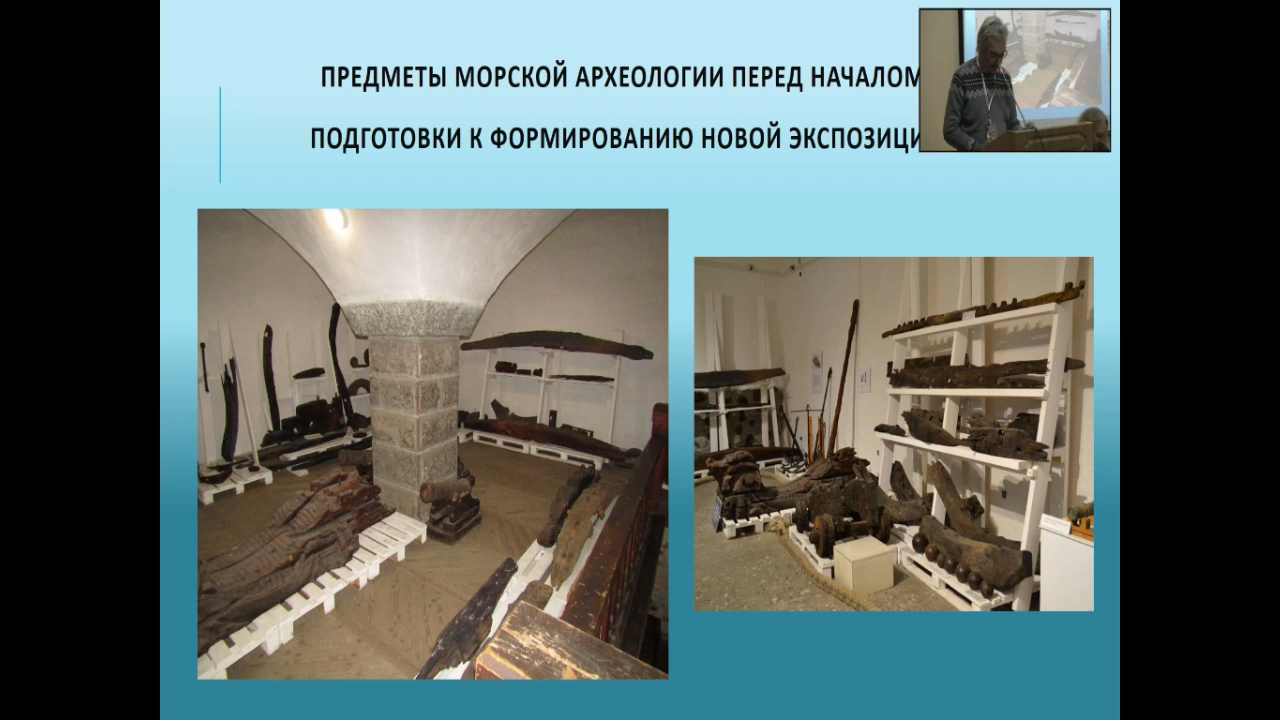 ПРЕДМЕТЫ МОРСКОЙ АРХЕОЛОГИИ ПЕРЕД НАЧАЛОМ
ПОДГОТОВКИ К ФОРМИРОВАНИЮ НОВОЙ ЭКСПОЗИЦИ